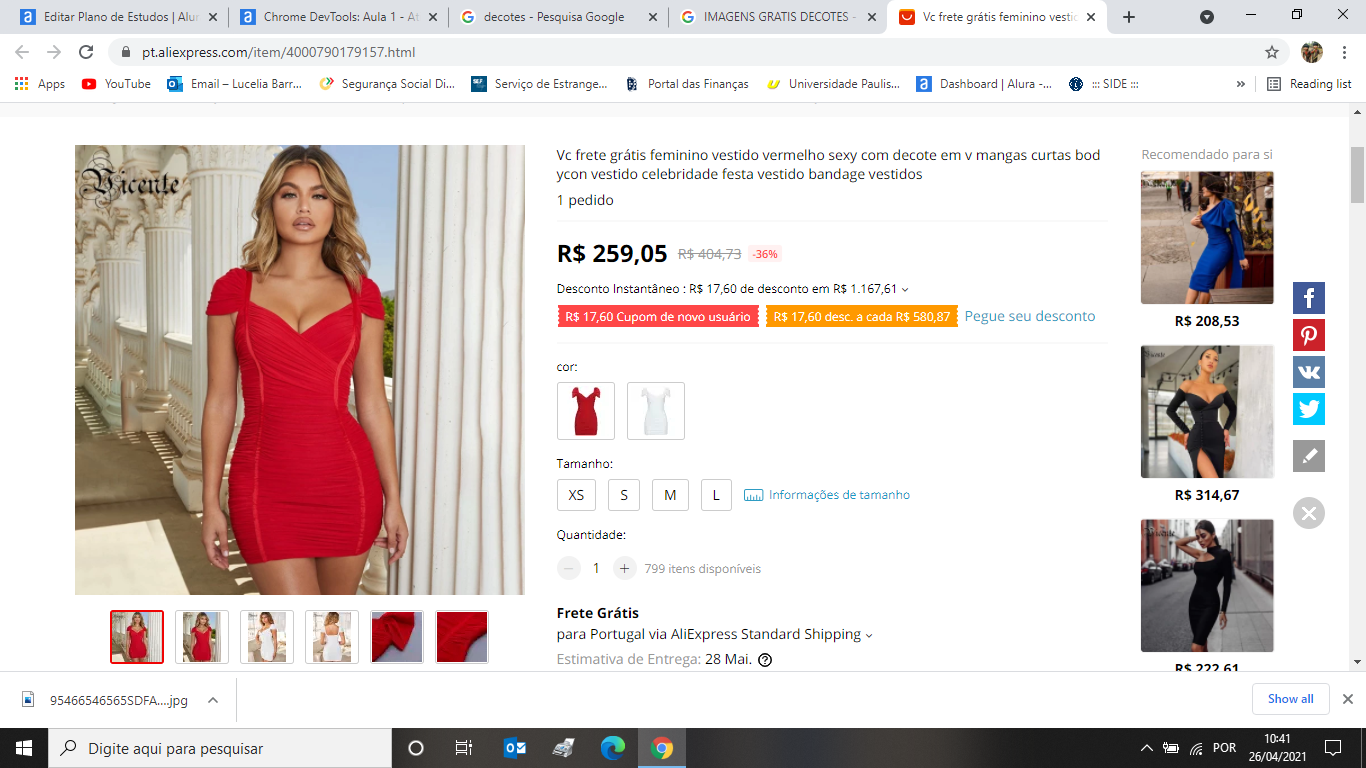 Editar Plano de Estudos | Alur
Chrome DevTools: Aula 1 - At
decotes - Pesquisa Google
IMAGENS GRATIS DECOTES -
Vc frete grátis feminino vestid
pt.aliexpress.com/item/4000790179157.html
Apps
YouTube
Email – Lucelia Barr...
Segurança Social Di...
Serviço de Estrange...
Portal das Finanças
Universidade Paulis...
Dashboard | Alura -...
::: SIDE :::
»
Reading list
Vicente
Vc frete grátis feminino vestido vermelho sexy com decote em v mangas curtas bod
ycon vestido celebridade festa vestido bandage vestidos
1 pedido
R$ 259,05 R$ 404,73 -36%
Desconto Instantâneo : R$ 17,60 de desconto em R$ 1.167,61
R$ 17,60 Cupom de novo usuário
R$ 17,60 desc. a cada R$ 580,87
Pegue seu desconto
cor:
Tamanho:
XS S M L Informações de tamanho
Quantidade:
− 1 + 799 itens disponíveis
Frete Grátis
para Portugal via AliExpress Standard Shipping
Estimativa de Entrega: 28 Mai.
Recomendado para si
R$ 208,53
Vicente
R$ 314,67
Vicente
R$ 222,61
95466546565SDFA....jpg
Show all
Digite aqui para pesquisar
POR
10:41
26/04/2021